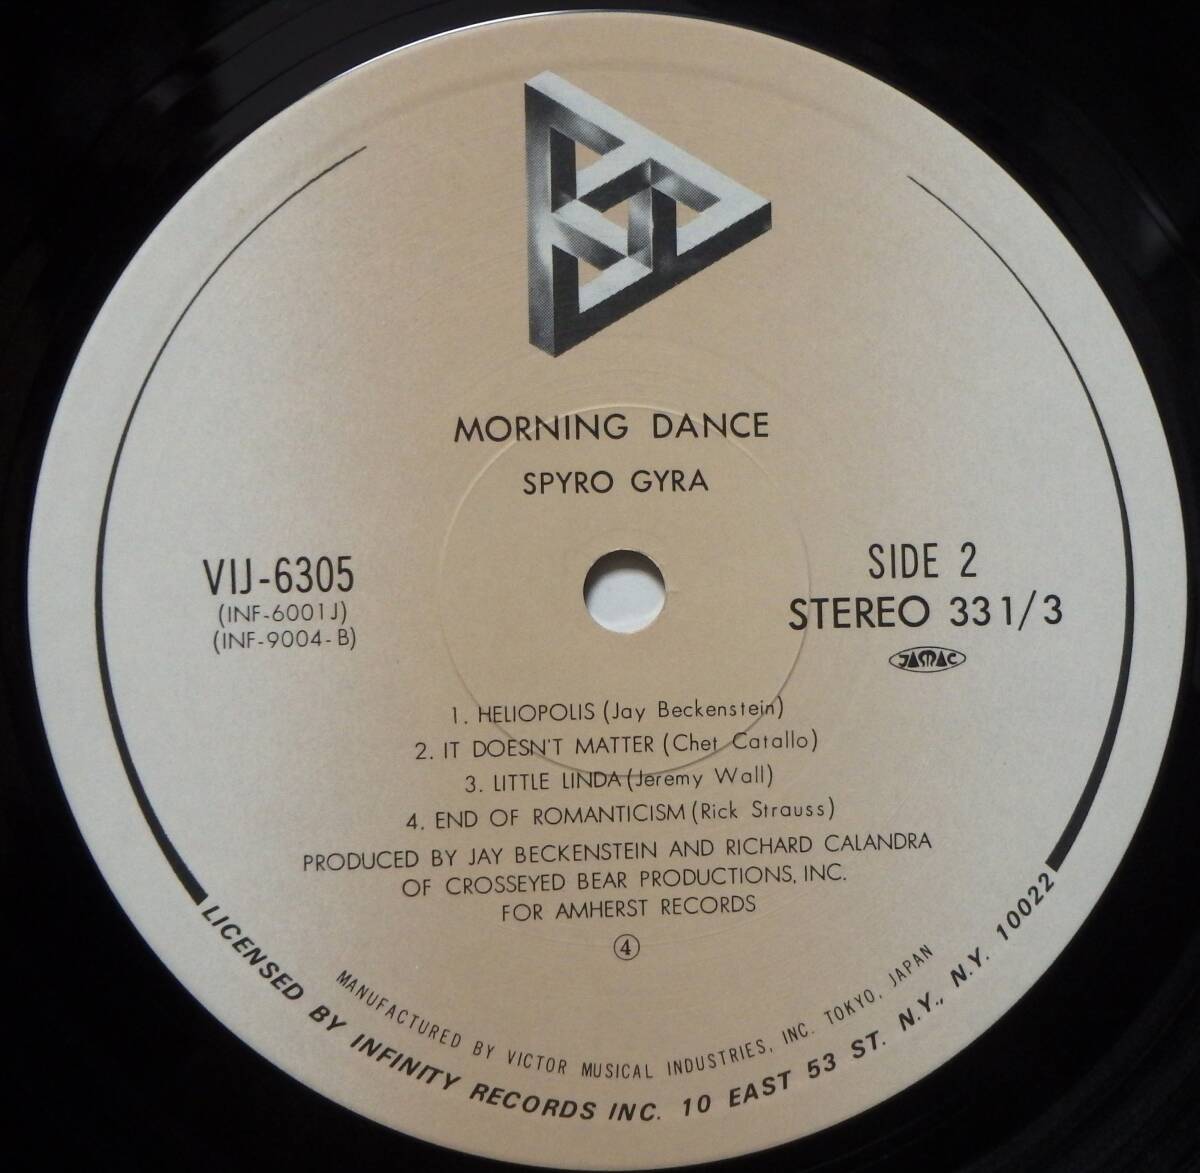 MORNING DANCE
SPYRO GYRA
VIJ-6305
(INF-6001J)
(INF-9004-B)
SIDE 2
STEREO 33 1/3
JASRAC
1. HELIOPOLIS (Jay Beckenstein)
2. IT DOESN'T MATTER (Chet Catallo)
3. LITTLE LINDA (Jeremy Wall)
4. END OF ROMANTICISM (Rick Strauss)
PRODUCED BY JAY BECKENSTEIN AND RICHARD CALANDRA
OF CROSSEYED BEAR PRODUCTIONS, INC.
FOR AMHERST RECORDS
④
MANUFACTURED BY VICTOR MUSICAL INDUSTRIES, INC. TOKYO, JAPAN
LICENSED BY INFINITY RECORDS INC. 10 EAST 53 ST. N.Y., N.Y. 10022